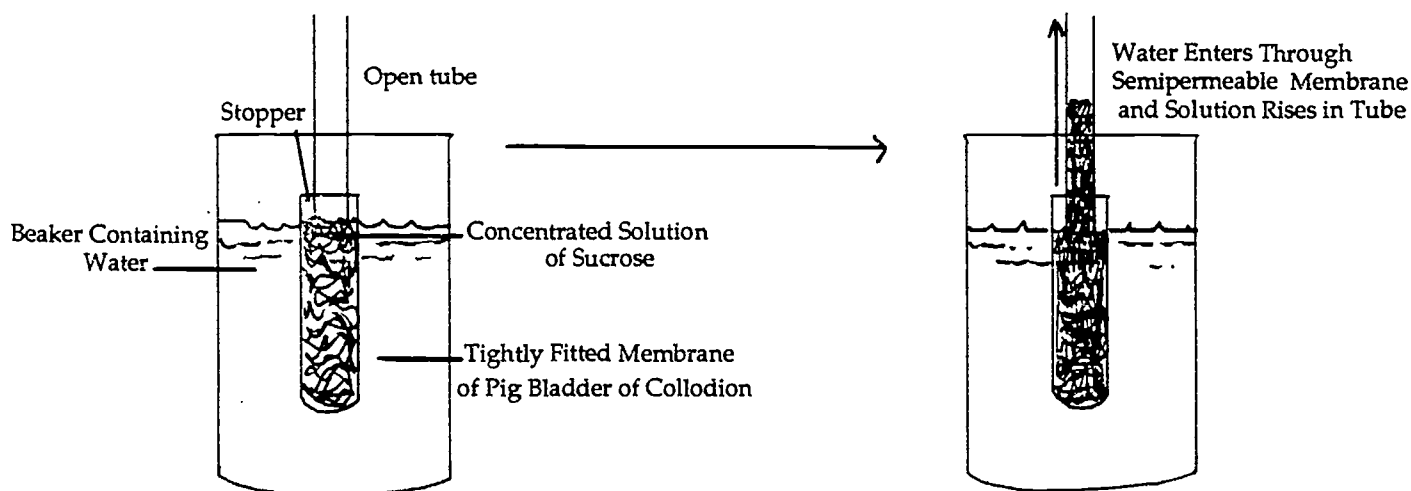 Open tube
Stopper
Beaker Containing
Water
Concentrated Solution
of Sucrose
Tightly Fitted Membrane
of Pig Bladder of Collodion
Water Enters Through
Semipermeable Membrane
and Solution Rises in Tube